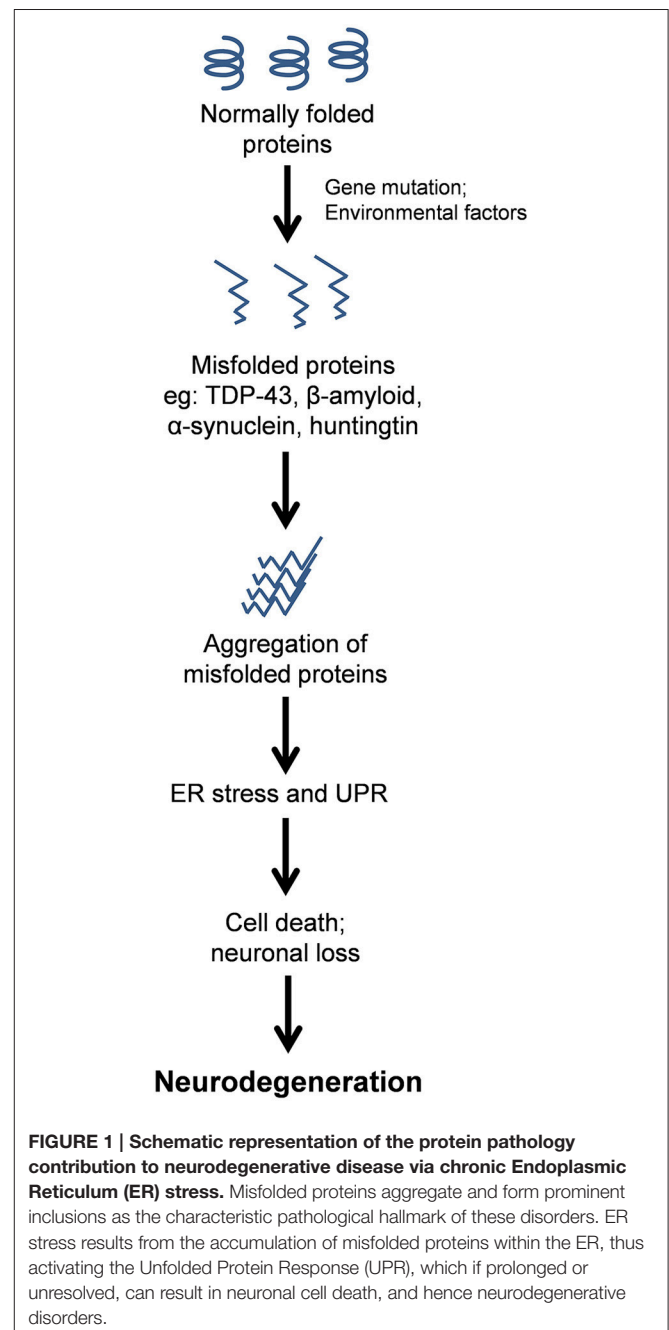 Normally folded
proteins
Gene mutation;
Environmental factors
Misfolded proteins
eg: TDP-43, β-amyloid,
α-synuclein, huntingtin
Aggregation of
misfolded proteins
ER stress and UPR
Cell death;
neuronal loss
Neurodegeneration
FIGURE 1 | Schematic representation of the protein pathology
contribution to neurodegenerative disease via chronic Endoplasmic
Reticulum (ER) stress. Misfolded proteins aggregate and form prominent
inclusions as the characteristic pathological hallmark of these disorders. ER
stress results from the accumulation of misfolded proteins within the ER, thus
activating the Unfolded Protein Response (UPR), which if prolonged or
unresolved, can result in neuronal cell death, and hence neurodegenerative
disorders.